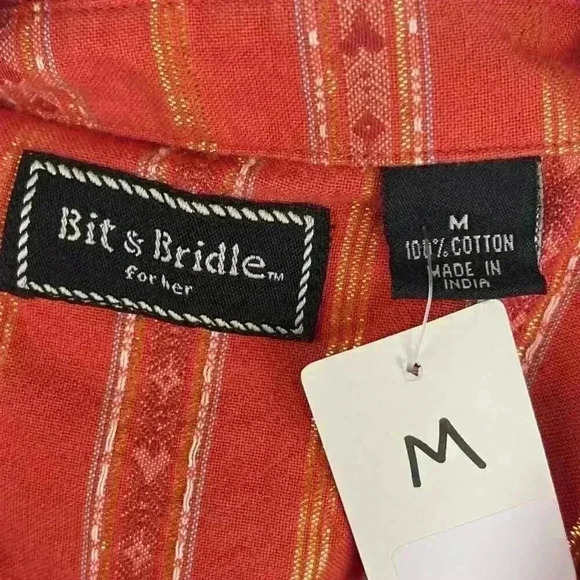 Bit & Bridle™
for her
M
100% COTTON
MADE IN
INDIA
M